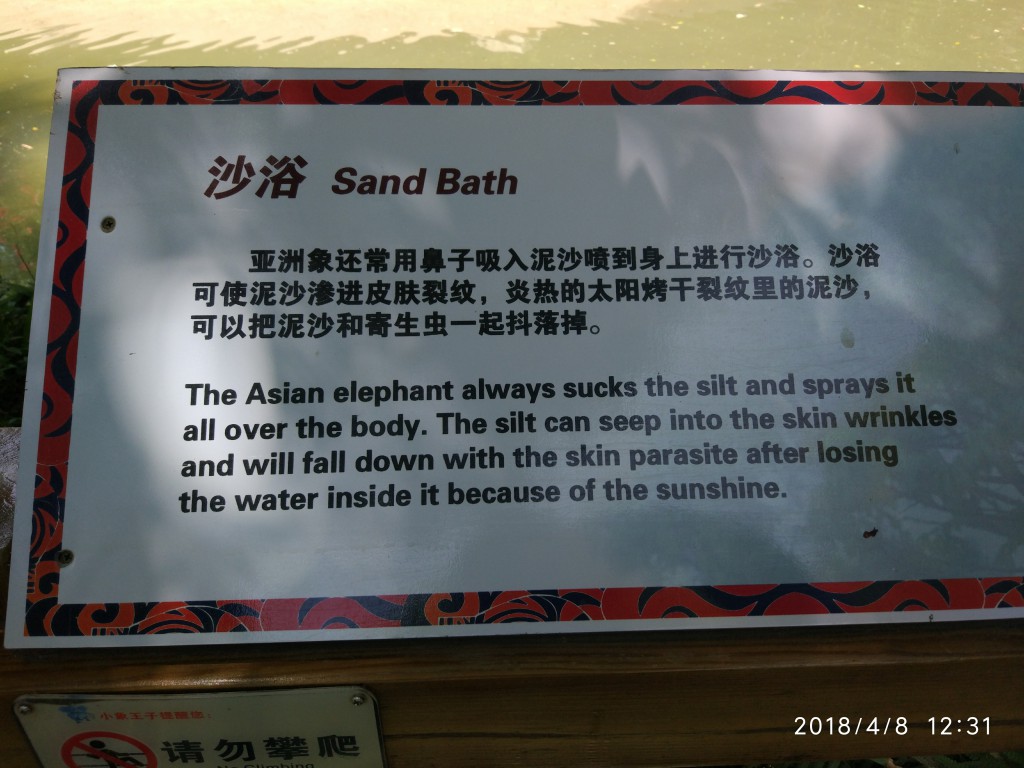 沙浴 Sand Bath
亚洲象还常用鼻子吸入泥沙喷到身上进行沙浴。沙浴
可使泥沙渗进皮肤裂纹，炎热的太阳烤干裂纹里的泥沙，
可以把泥沙和寄生虫一起抖落掉。
The Asian elephant always sucks the silt and sprays it
all over the body. The silt can seep into the skin wrinkles
and will fall down with the skin parasite after losing
the water inside it because of the sunshine.
小象王子提醒您：
请勿攀爬
No Climbing
2018/4/8 12:31